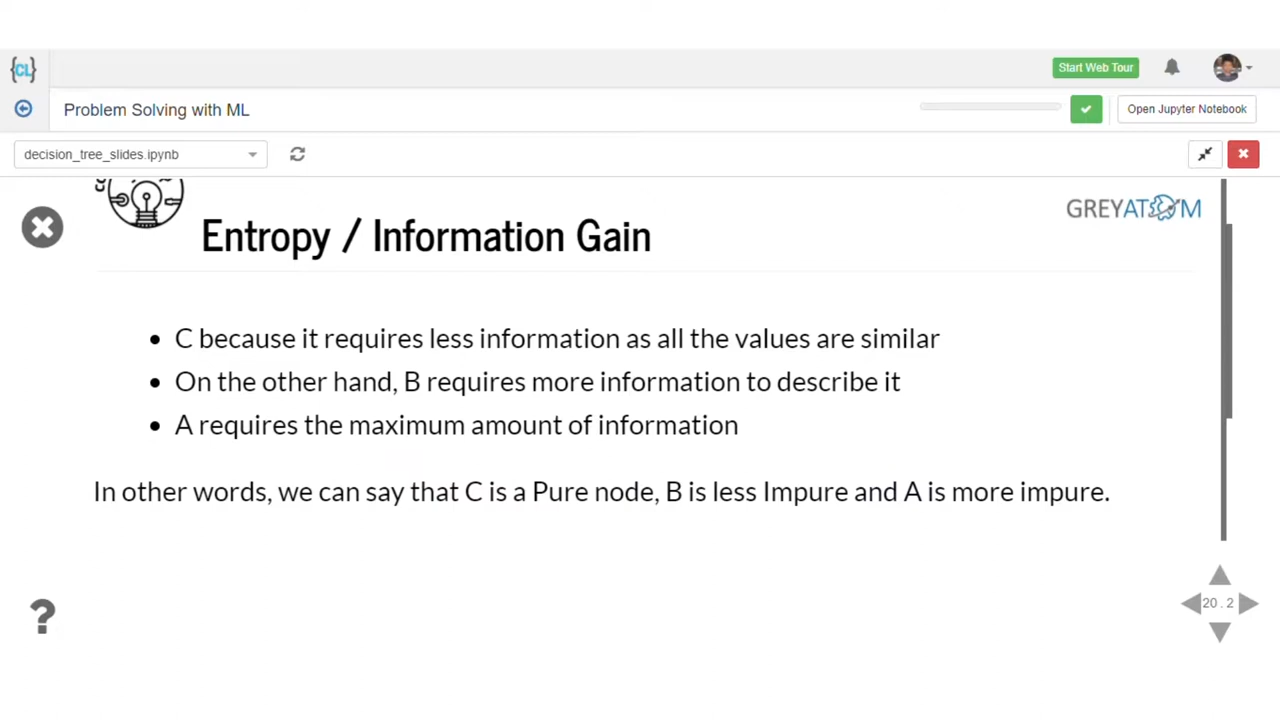 {CL}
Start Web Tour
Problem Solving with ML
Open Jupyter Notebook
decision_tree_slides.ipynb
GREYATOM
Entropy / Information Gain
C because it requires less information as all the values are similar
On the other hand, B requires more information to describe it
A requires the maximum amount of information
In other words, we can say that C is a Pure node, B is less Impure and A is more impure.
20 . 2
?